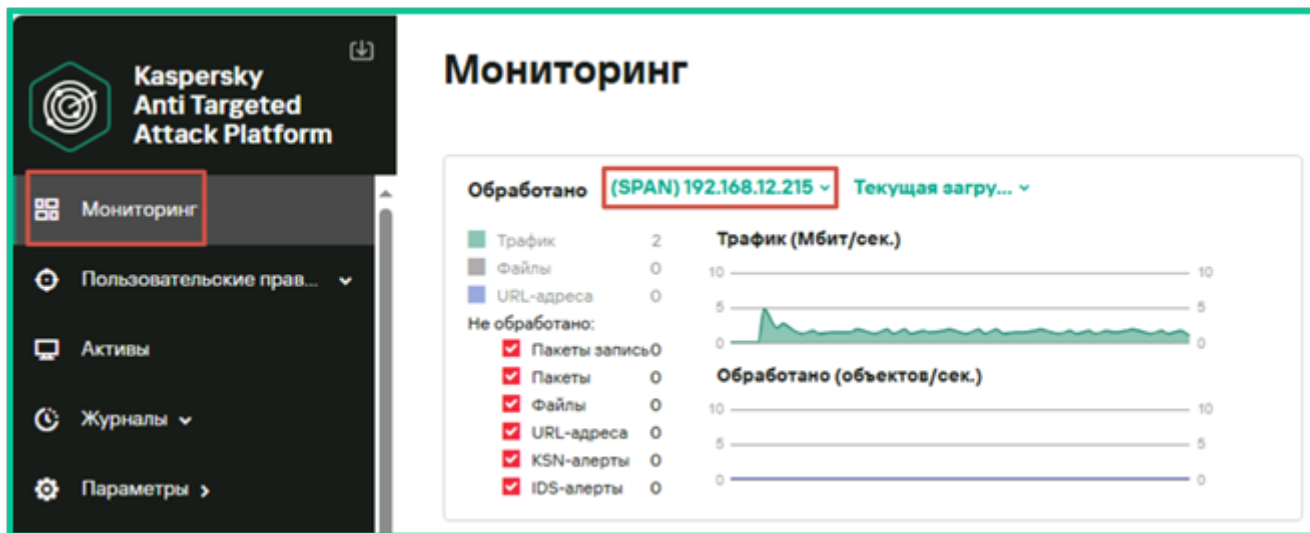 Kaspersky
Anti Targeted
Attack Platform
Мониторинг
Пользовательские прав...
Активы
Журналы
Параметры
Мониторинг
Обработано (SPAN) 192.168.12.215 Текущая загру...
Трафик 2
Файлы 0
URL-адреса 0
Не обработано:
Пакеты запись 0
Пакеты 0
Файлы 0
URL-адреса 0
KSN-алерты 0
IDS-алерты 0
Трафик (Мбит/сек.)
10 10
5 5
0 0
Обработано (объектов/сек.)
10 10
5 5
0 0